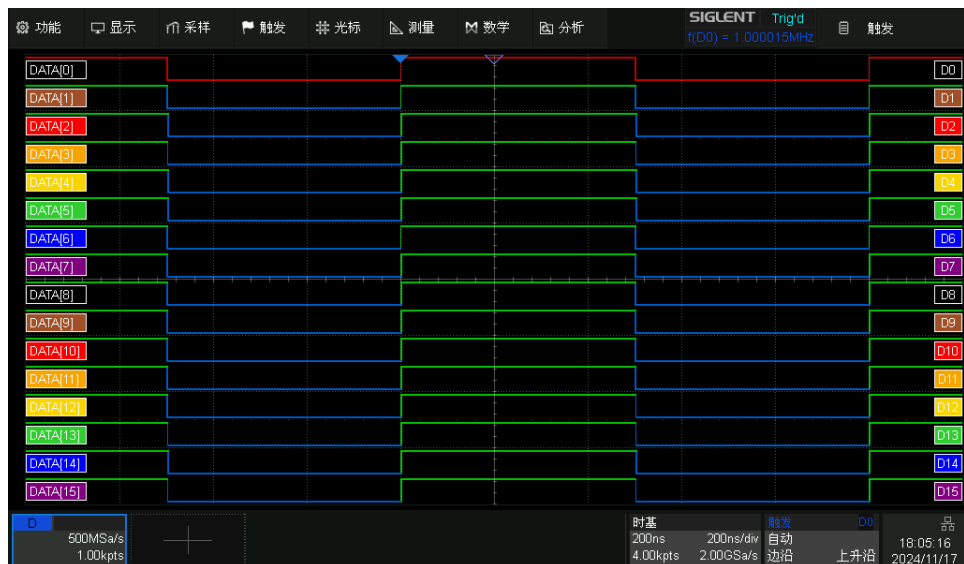 功能 显示 采样 触发 光标 测量 数学 分析 SIGLENT Trig'd 触发
f(D0) = 1.000015MHz
DATA[0] D0
DATA[1] D1
DATA[2] D2
DATA[3] D3
DATA[4] D4
DATA[5] D5
DATA[6] D6
DATA[7] D7
DATA[8] D8
DATA[9] D9
DATA[10] D10
DATA[11] D11
DATA[12] D12
DATA[13] D13
DATA[14] D14
DATA[15] D15
D 时基 触发 D0
500MSa/s 200ns 200ns/div 自动 18:05:16
1.00kpts 4.00kpts 2.00GSa/s 边沿 上升沿 2024/11/17